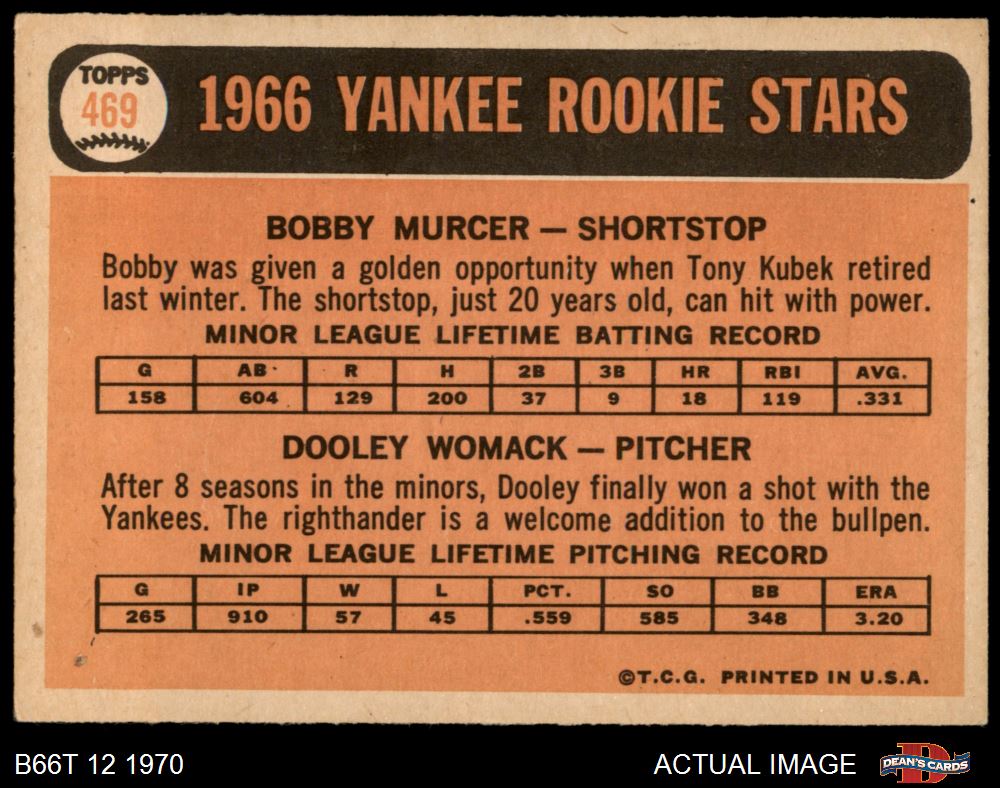 TOPPS
469
1966 YANKEE ROOKIE STARS
BOBBY MURCER — SHORTSTOP
Bobby was given a golden opportunity when Tony Kubek retired
last winter. The shortstop, just 20 years old, can hit with power.
MINOR LEAGUE LIFETIME BATTING RECORD
G AB R H 2B 3B HR RBI AVG.
158 604 129 200 37 9 18 119 .331
DOOLEY WOMACK — PITCHER
After 8 seasons in the minors, Dooley finally won a shot with the
Yankees. The righthander is a welcome addition to the bullpen.
MINOR LEAGUE LIFETIME PITCHING RECORD
G IP W L PCT. SO BB ERA
265 910 57 45 .559 585 348 3.20
©T.C.G. PRINTED IN U.S.A.
B66T 12 1970
ACTUAL IMAGE
DEAN'S CARDS